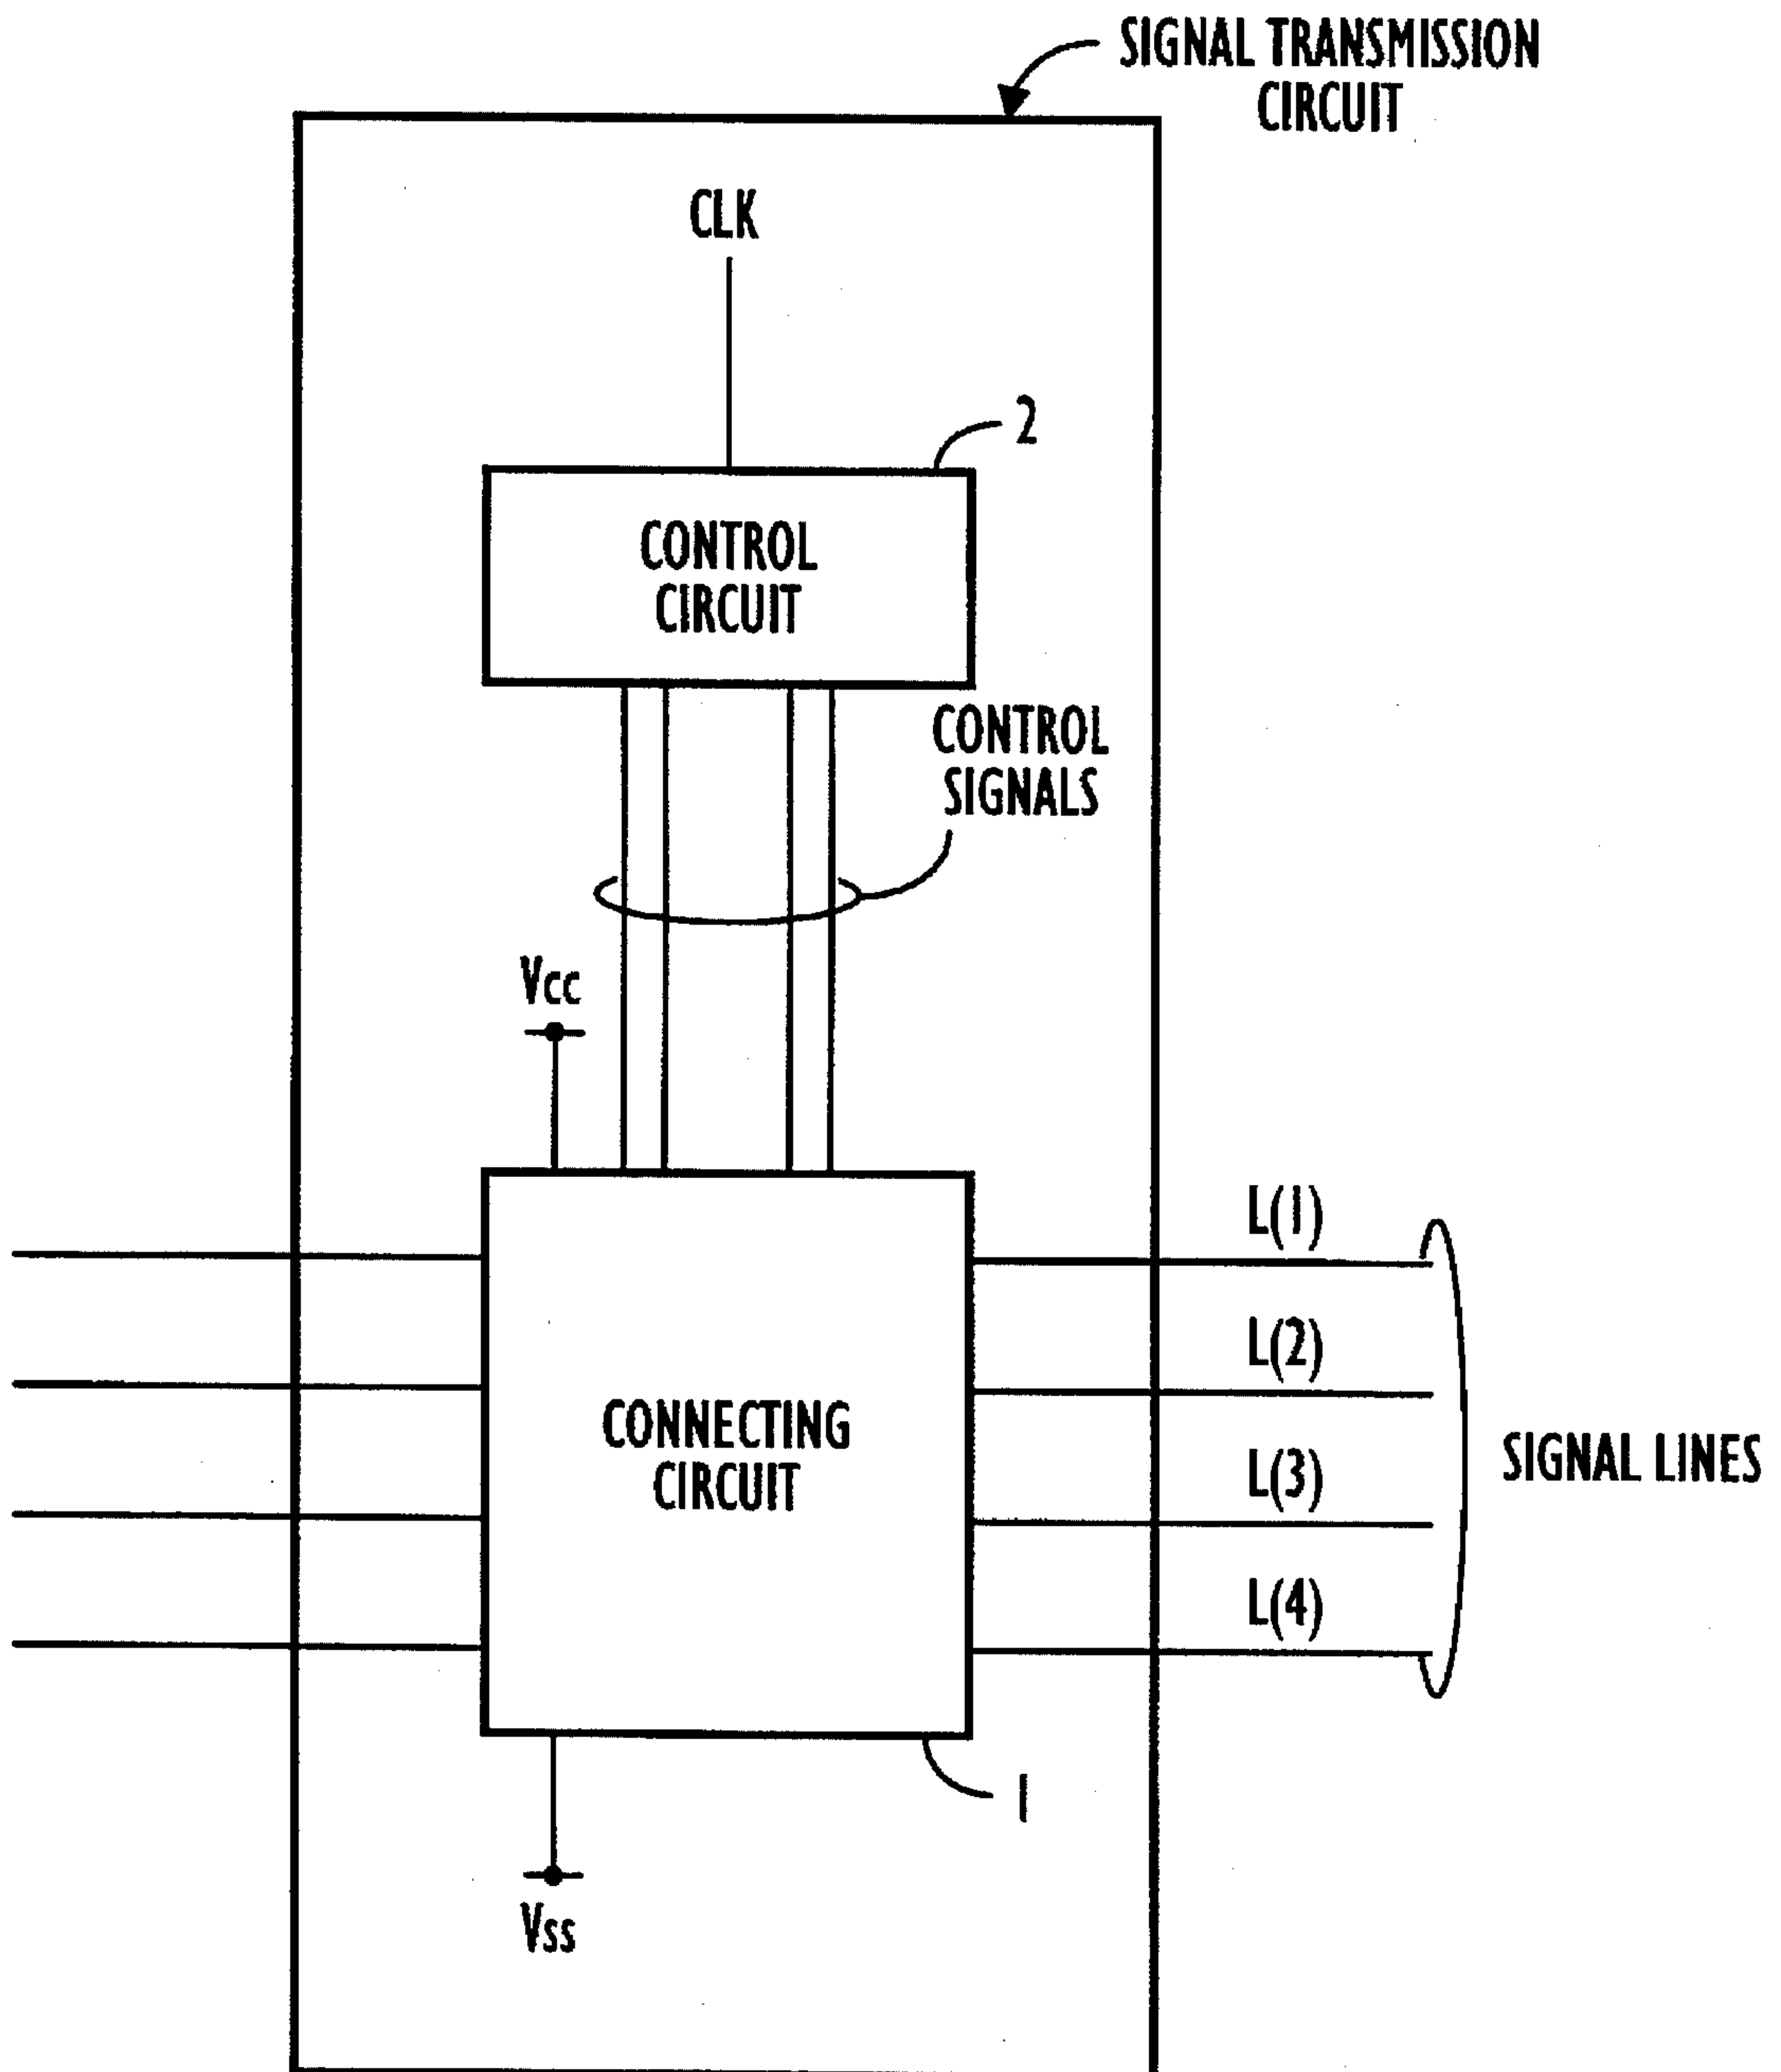 SIGNAL TRANSMISSION
CIRCUIT
CLK
2
CONTROL
CIRCUIT
CONTROL
SIGNALS
Vcc
L(1)
L(2)
CONNECTING
CIRCUIT
L(3)
SIGNAL LINES
L(4)
1
Vss